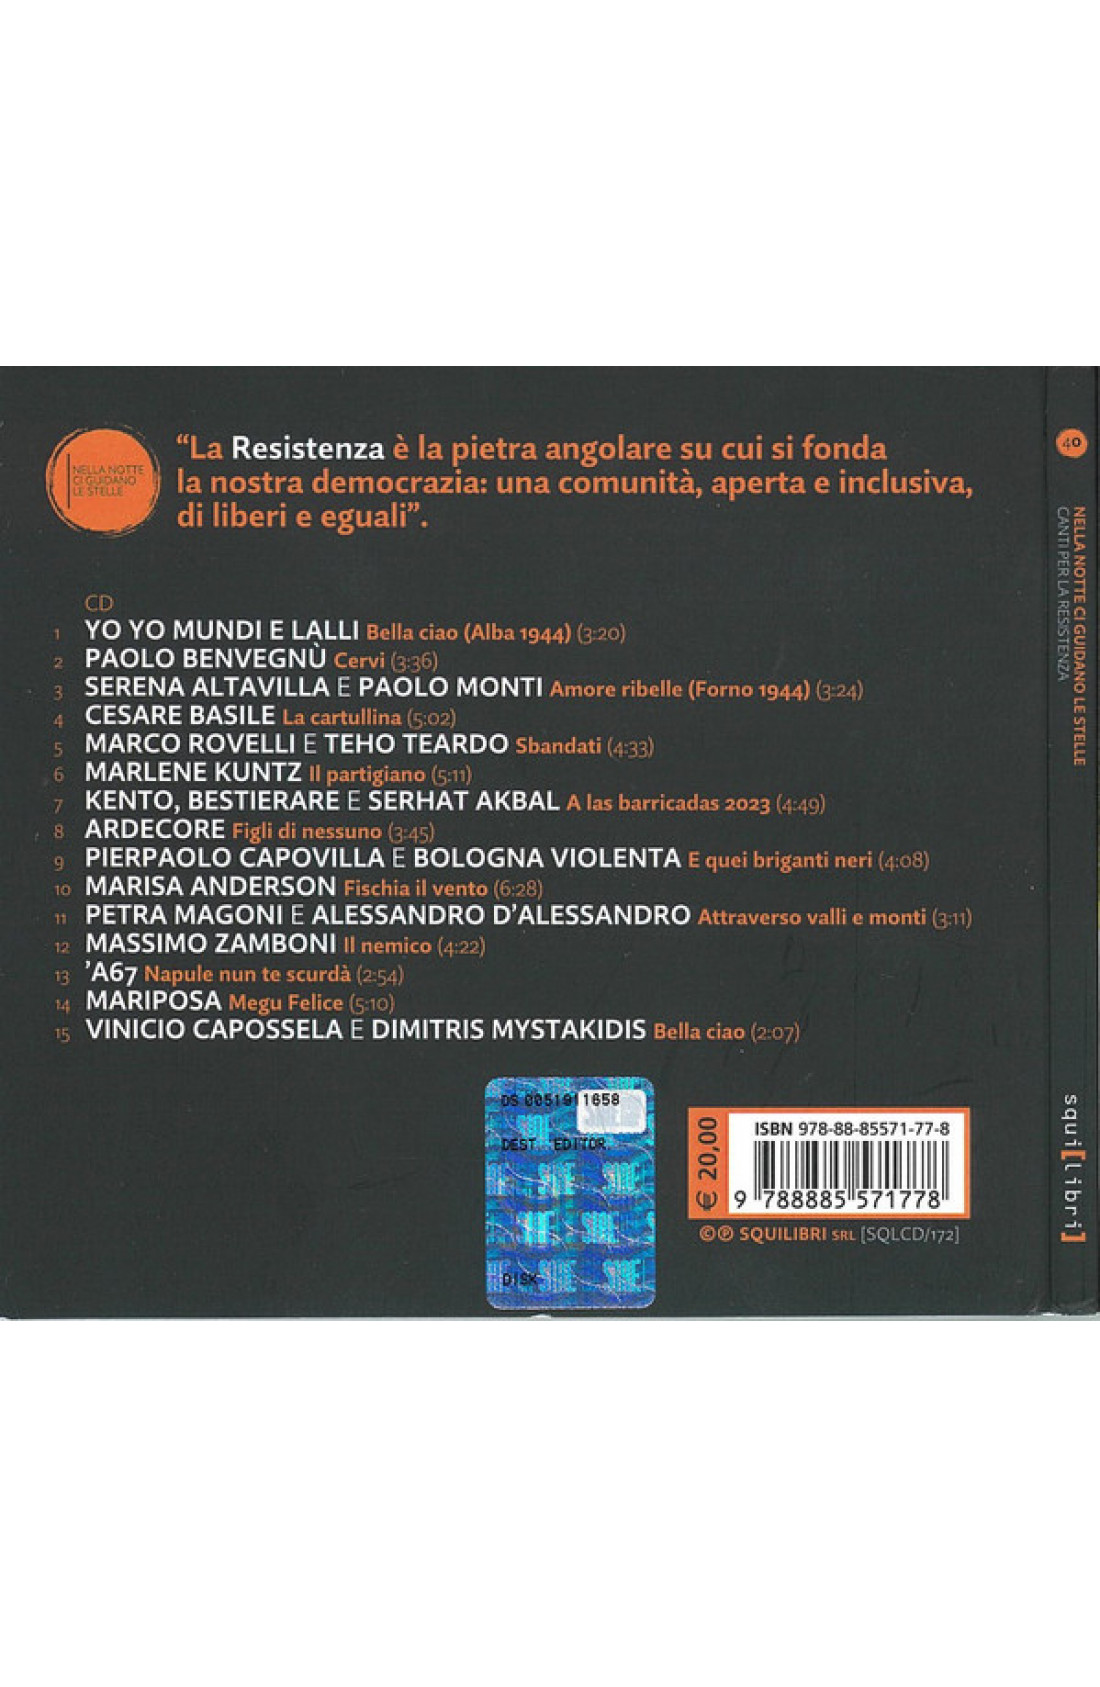 NELLA NOTTE
CI GUIDANO
LE STELLE
“La Resistenza è la pietra angolare su cui si fonda
la nostra democrazia: una comunità, aperta e inclusiva,
di liberi e eguali”.
CD
1 YO YO MUNDI E LALLI Bella ciao (Alba 1944) (3:20)
2 PAOLO BENVEGNÙ Cervi (3:36)
3 SERENA ALTAVILLA E PAOLO MONTI Amore ribelle (Forno 1944) (3:24)
4 CESARE BASILE La cartullina (5:02)
5 MARCO ROVELLI E TEHO TEARDO Sbandati (4:33)
6 MARLENE KUNTZ Il partigiano (5:11)
7 KENTO, BESTIERARE E SERHAT AKBAL A las barricadas 2023 (4:49)
8 ARDECORE Figli di nessuno (3:45)
9 PIERPAOLO CAPOVILLA E BOLOGNA VIOLENTA E quei briganti neri (4:08)
10 MARISA ANDERSON Fischia il vento (6:28)
11 PETRA MAGONI E ALESSANDRO D’ALESSANDRO Attraverso valli e monti (3:11)
12 MASSIMO ZAMBONI Il nemico (4:22)
13 ’A67 Napule nun te scurdà (2:54)
14 MARIPOSA Megu Felice (5:10)
15 VINICIO CAPOSSELA E DIMITRIS MYSTAKIDIS Bella ciao (2:07)
DS 0051911658
DEST. EDITOR.
DISK
€ 20,00
ISBN 978-88-85571-77-8
9 788885 571778
©℗ SQUILIBRI SRL [SQLCD/172]
40
NELLA NOTTE CI GUIDANO LE STELLE
CANTI PER LA RESISTENZA
squi[libri]